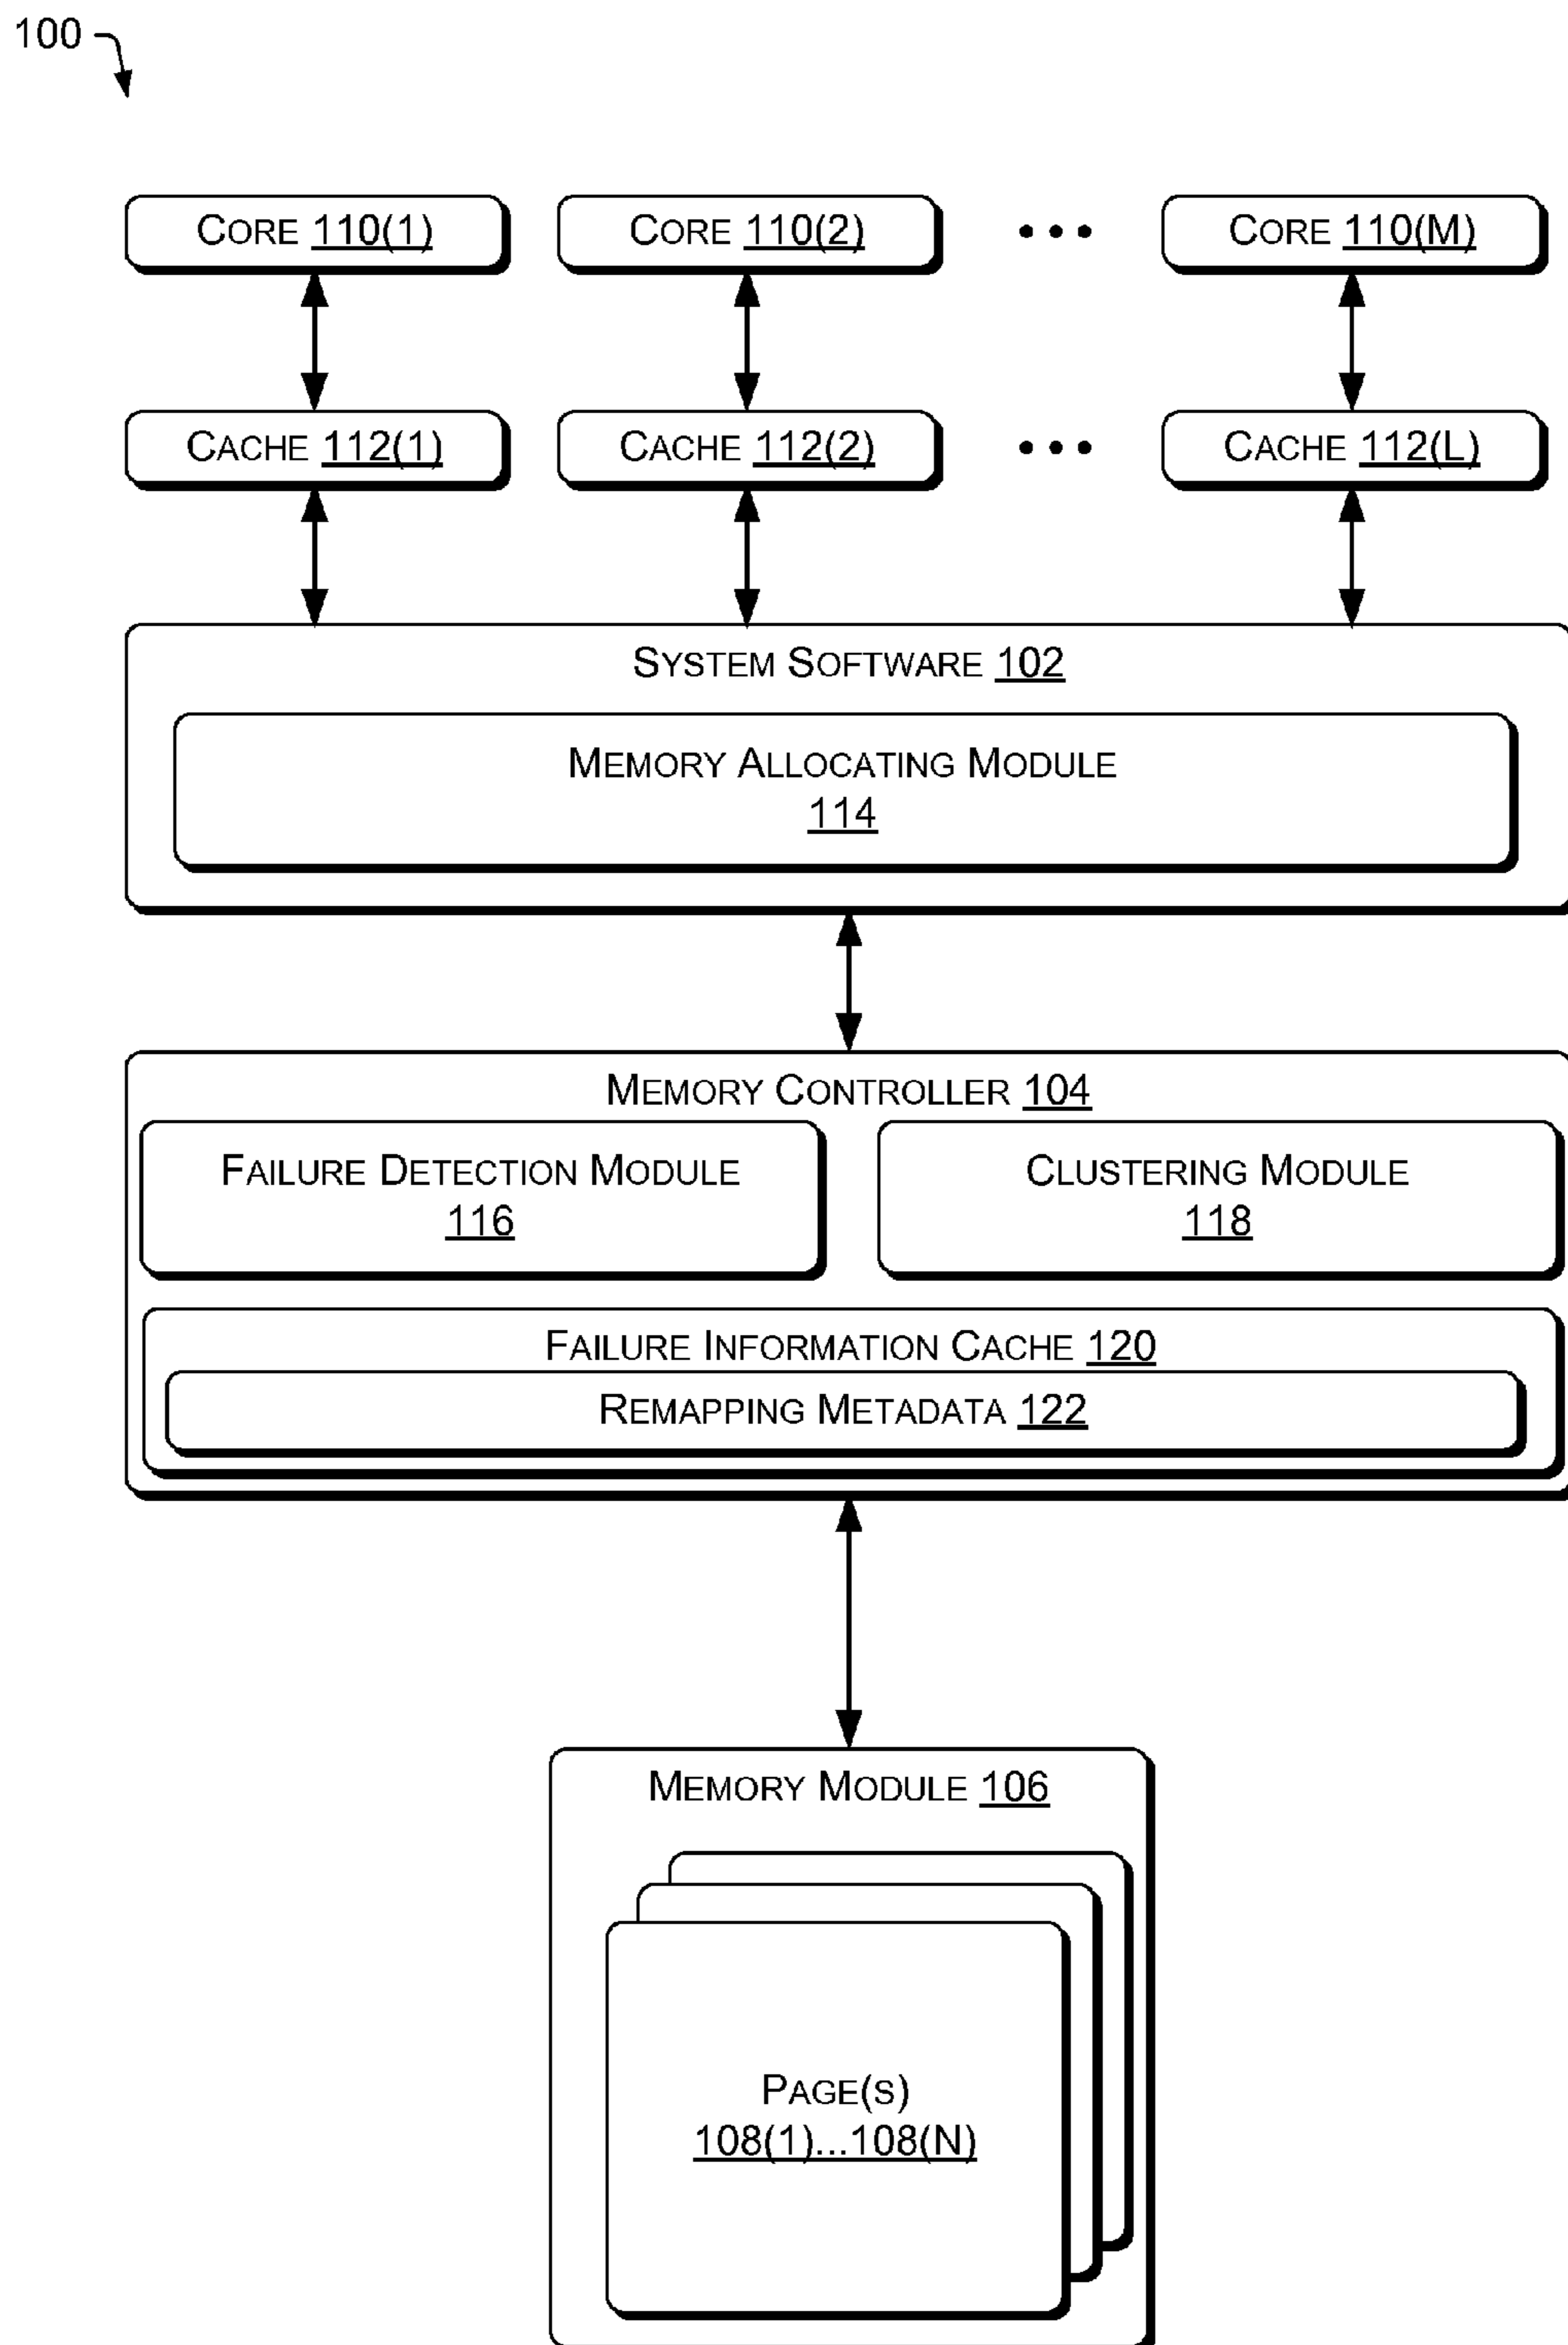 100
CORE 110(1) CORE 110(2) ••• CORE 110(M)
CACHE 112(1) CACHE 112(2) ••• CACHE 112(L)
SYSTEM SOFTWARE 102
MEMORY ALLOCATING MODULE
114
MEMORY CONTROLLER 104
FAILURE DETECTION MODULE
116
CLUSTERING MODULE
118
FAILURE INFORMATION CACHE 120
REMAPPING METADATA 122
MEMORY MODULE 106
PAGE(S)
108(1)...108(N)